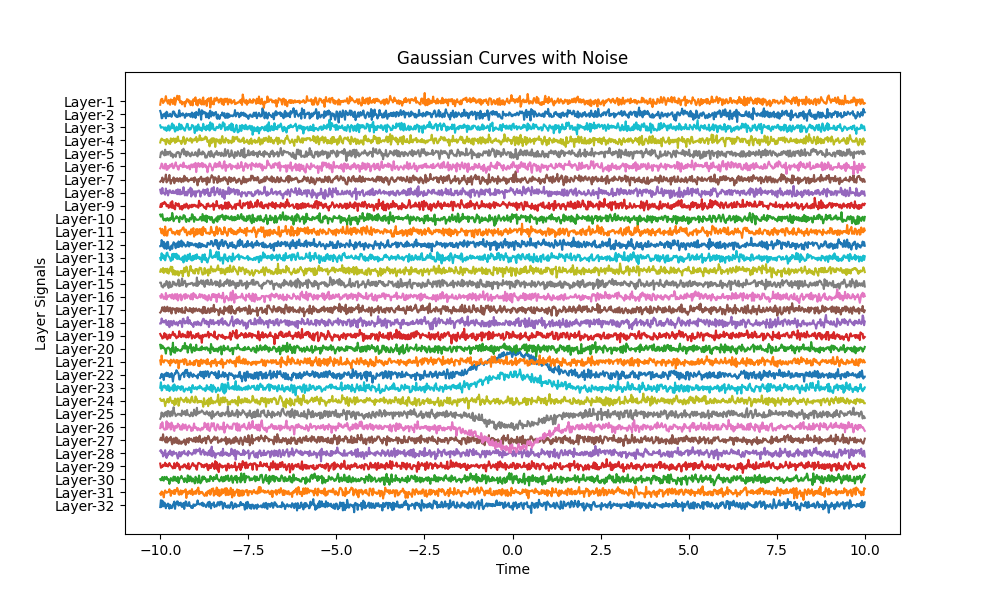 Gaussian Curves with Noise
Layer Signals
Layer-1
Layer-2
Layer-3
Layer-4
Layer-5
Layer-6
Layer-7
Layer-8
Layer-9
Layer-10
Layer-11
Layer-12
Layer-13
Layer-14
Layer-15
Layer-16
Layer-17
Layer-18
Layer-19
Layer-20
Layer-21
Layer-22
Layer-23
Layer-24
Layer-25
Layer-26
Layer-27
Layer-28
Layer-29
Layer-30
Layer-31
Layer-32
−10.0 −7.5 −5.0 −2.5 0.0 2.5 5.0 7.5 10.0
Time